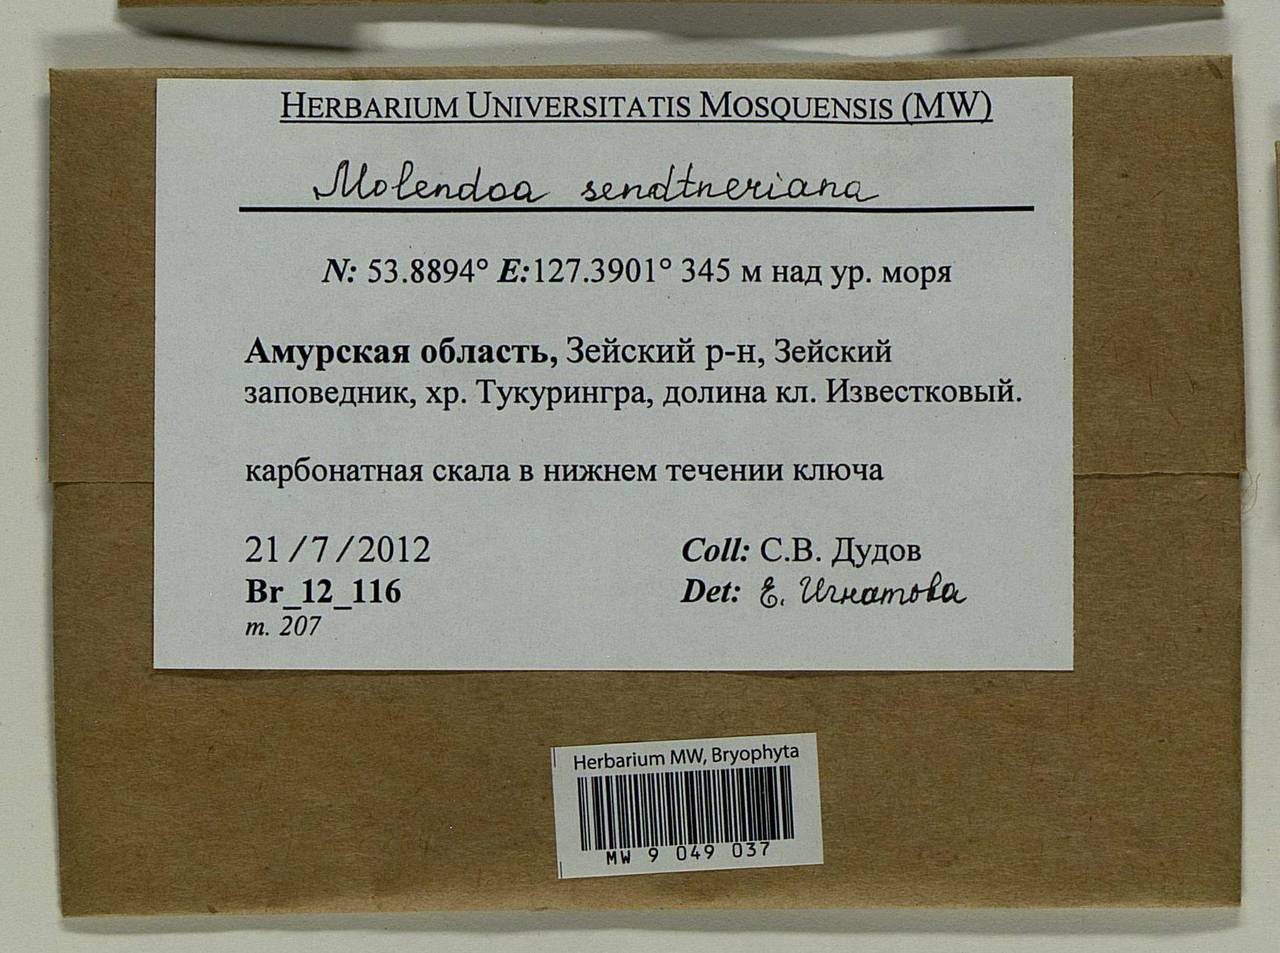 HERBARIUM UNIVERSITATIS MOSQUENSIS (MW)
Molendoa sendtneriana
N: 53.8894° E:127.3901° 345 м над ур. моря
Амурская область, Зейский р-н, Зейский
заповедник, хр. Тукурингра, долина кл. Известковый.
карбонатная скала в нижнем течении ключа
21 /7 /2012
Coll: С.В. Дудов
Br_12_116
Det: Е. Игнатова
т. 207
Herbarium MW, Bryophyta
MW 9 049 037